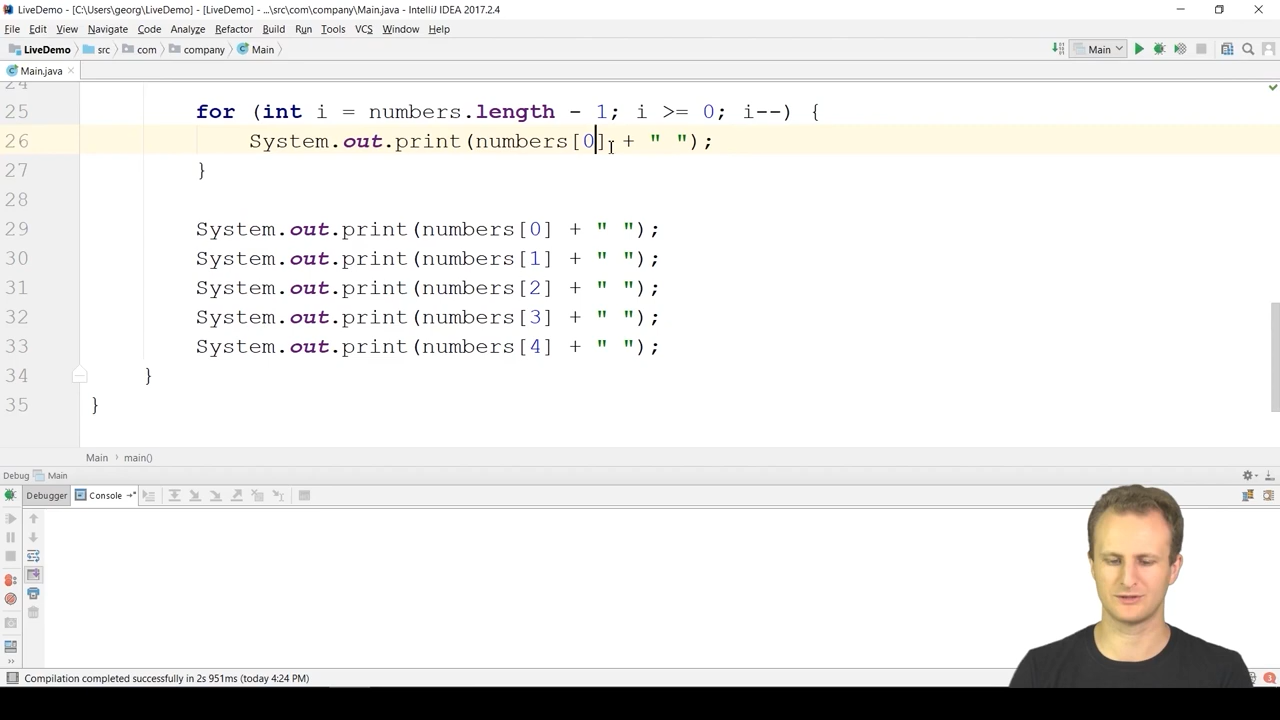 LiveDemo - [C:\Users\georg\LiveDemo] - [LiveDemo] - ...\src\com\company\Main.java - IntelliJ IDEA 2017.2.4
File Edit View Navigate Code Analyze Refactor Build Run Tools VCS Window Help
LiveDemo src com company Main Main
Main.java
24
25 for (int i = numbers.length - 1; i >= 0; i--) {
26 System.out.print(numbers[0] + " ");
27 }
28
29 System.out.print(numbers[0] + " ");
30 System.out.print(numbers[1] + " ");
31 System.out.print(numbers[2] + " ");
32 System.out.print(numbers[3] + " ");
33 System.out.print(numbers[4] + " ");
34 }
35 }
Main main()
Debug Main
Debugger Console
Compilation completed successfully in 2s 951ms (today 4:24 PM) 3